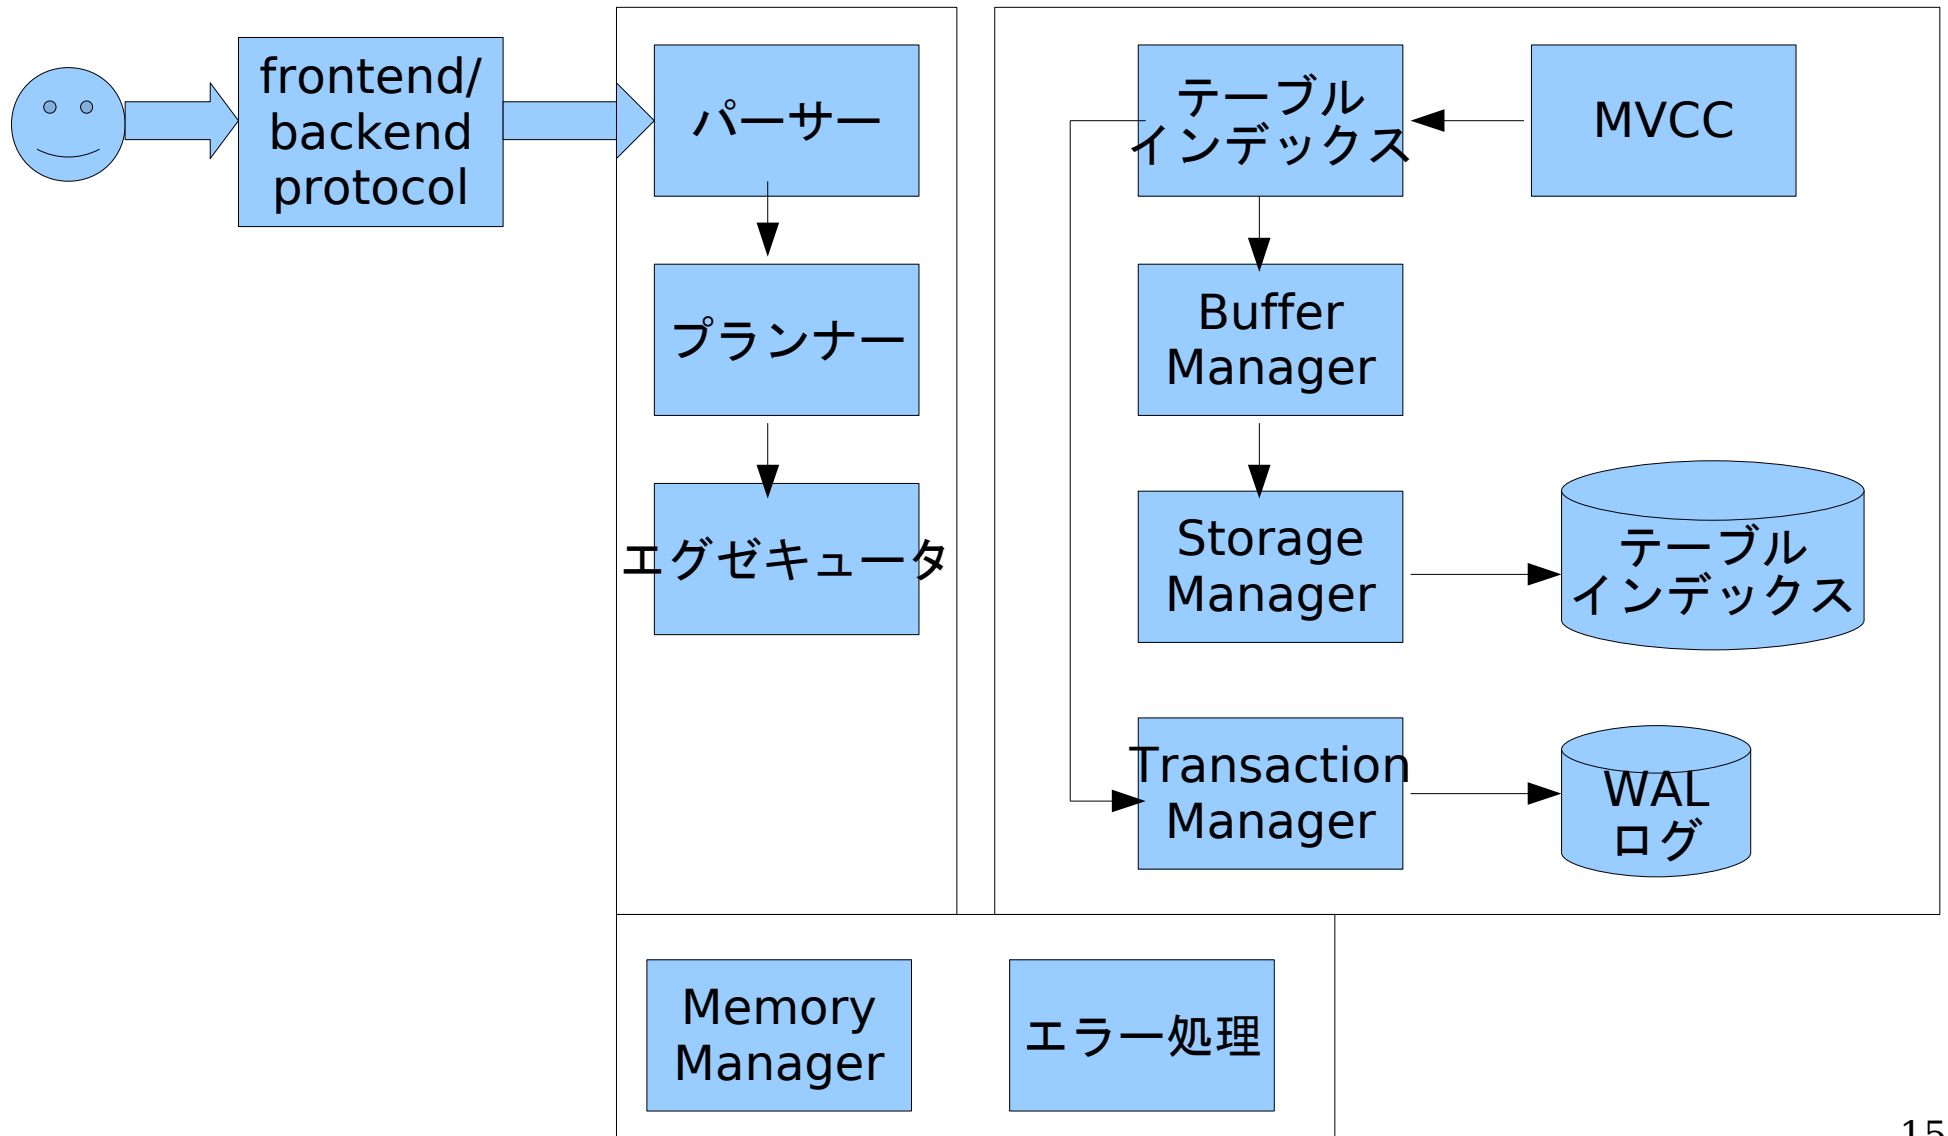 frontend/
backend
protocol
パーサー
プランナー
エグゼキュータ
テーブル
インデックス
MVCC
Buffer
Manager
Storage
Manager
テーブル
インデックス
Transaction
Manager
WAL
ログ
Memory
Manager
エラー処理
15